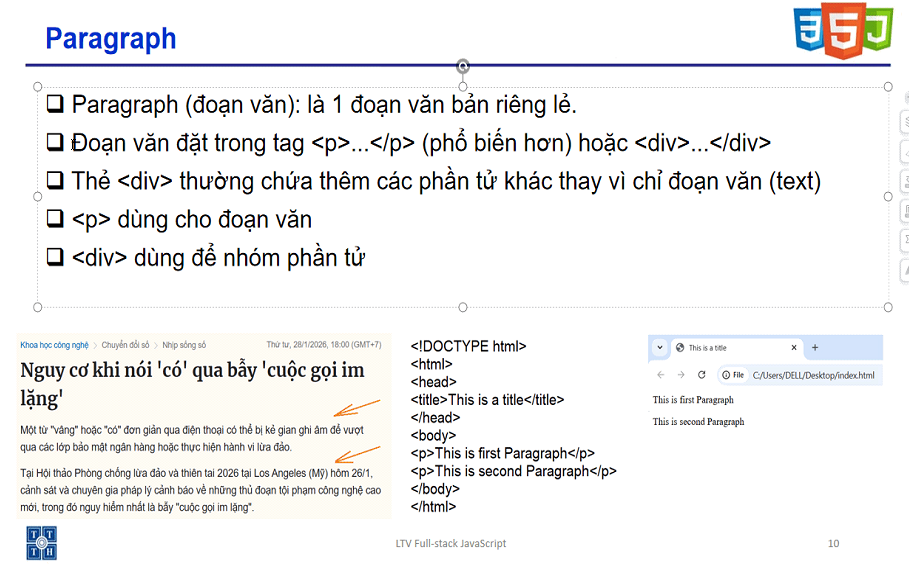 Paragraph
Paragraph (đoạn văn): là 1 đoạn văn bản riêng lẻ.
Đoạn văn đặt trong tag <p>...</p> (phổ biến hơn) hoặc <div>...</div>
Thẻ <div> thường chứa thêm các phần tử khác thay vì chỉ đoạn văn (text)
<p> dùng cho đoạn văn
<div> dùng để nhóm phần tử
Khoa học công nghệ > Chuyển đổi số > Nhịp sống số Thứ tư, 28/1/2026, 18:00 (GMT+7)
Nguy cơ khi nói 'có' qua bẫy 'cuộc gọi im
lặng'
Một từ "vâng" hoặc "có" đơn giản qua điện thoại có thể bị kẻ gian ghi âm để vượt
qua các lớp bảo mật ngân hàng hoặc thực hiện hành vi lừa đảo.
Tại Hội thảo Phòng chống lừa đảo và thiên tai 2026 tại Los Angeles (Mỹ) hôm 26/1,
cảnh sát và chuyên gia pháp lý cảnh báo về những thủ đoạn tội phạm công nghệ cao
mới, trong đó nguy hiểm nhất là bẫy "cuộc gọi im lặng".
<!DOCTYPE html>
<html>
<head>
<title>This is a title</title>
</head>
<body>
<p>This is first Paragraph</p>
<p>This is second Paragraph</p>
</body>
</html>
This is a title
File C:/Users/DELL/Desktop/index.html
This is first Paragraph
This is second Paragraph
T T
T H
LTV Full-stack JavaScript
10